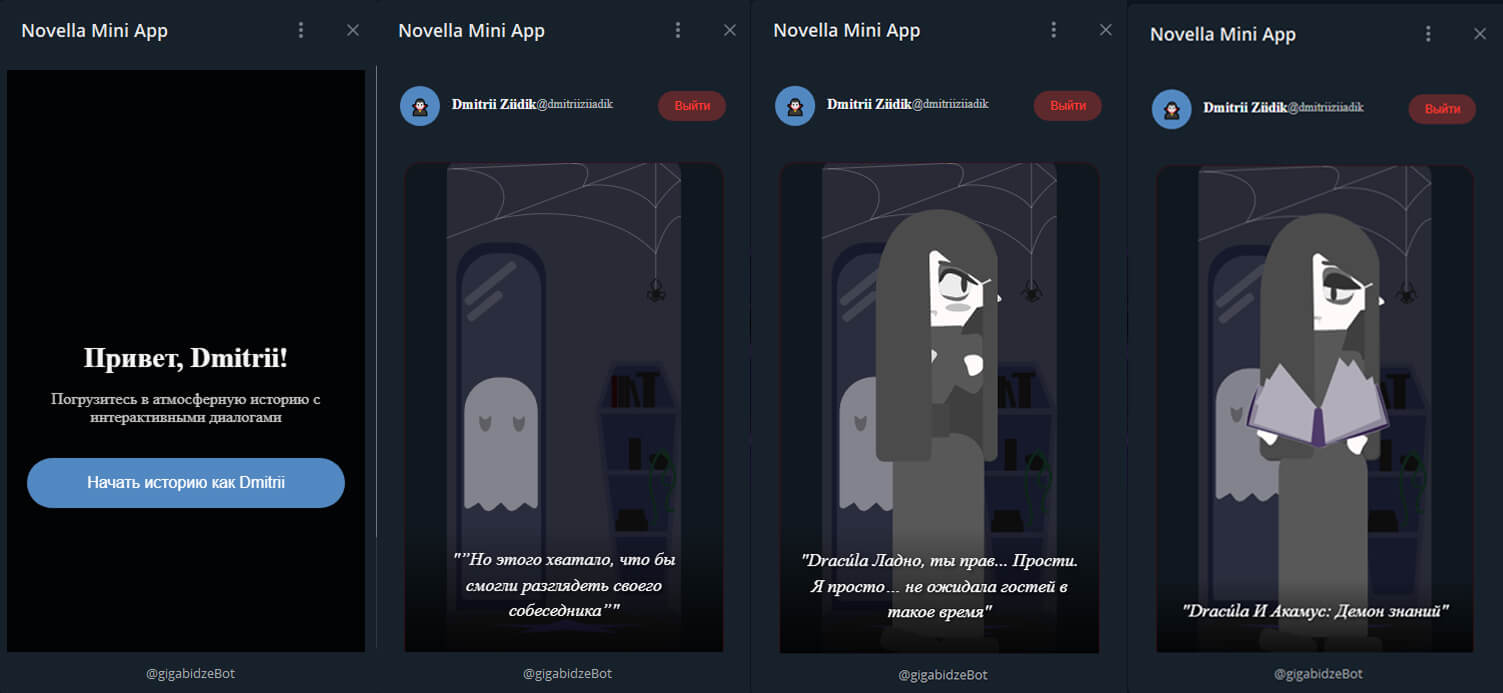 Novella Mini App
Привет, Dmitrii!
Погрузитесь в атмосферную историю с
интерактивными диалогами
Начать историю как Dmitrii
@gigabidzeBot
Novella Mini App
Dmitrii Ziidik@dmitriiziiadik
Выйти
"”Но этого хватало, что бы
смогли разглядеть своего
собеседника”"
@gigabidzeBot
Novella Mini App
Dmitrii Ziidik@dmitriiziiadik
Выйти
"Dracúla Ладно, ты прав... Прости.
Я просто… не ожидала гостей в
такое время"
@gigabidzeBot
Novella Mini App
Dmitrii Ziidik@dmitriiziiadik
Выйти
"Dracúla И Акамус: Демон знаний"
@gigabidzeBot